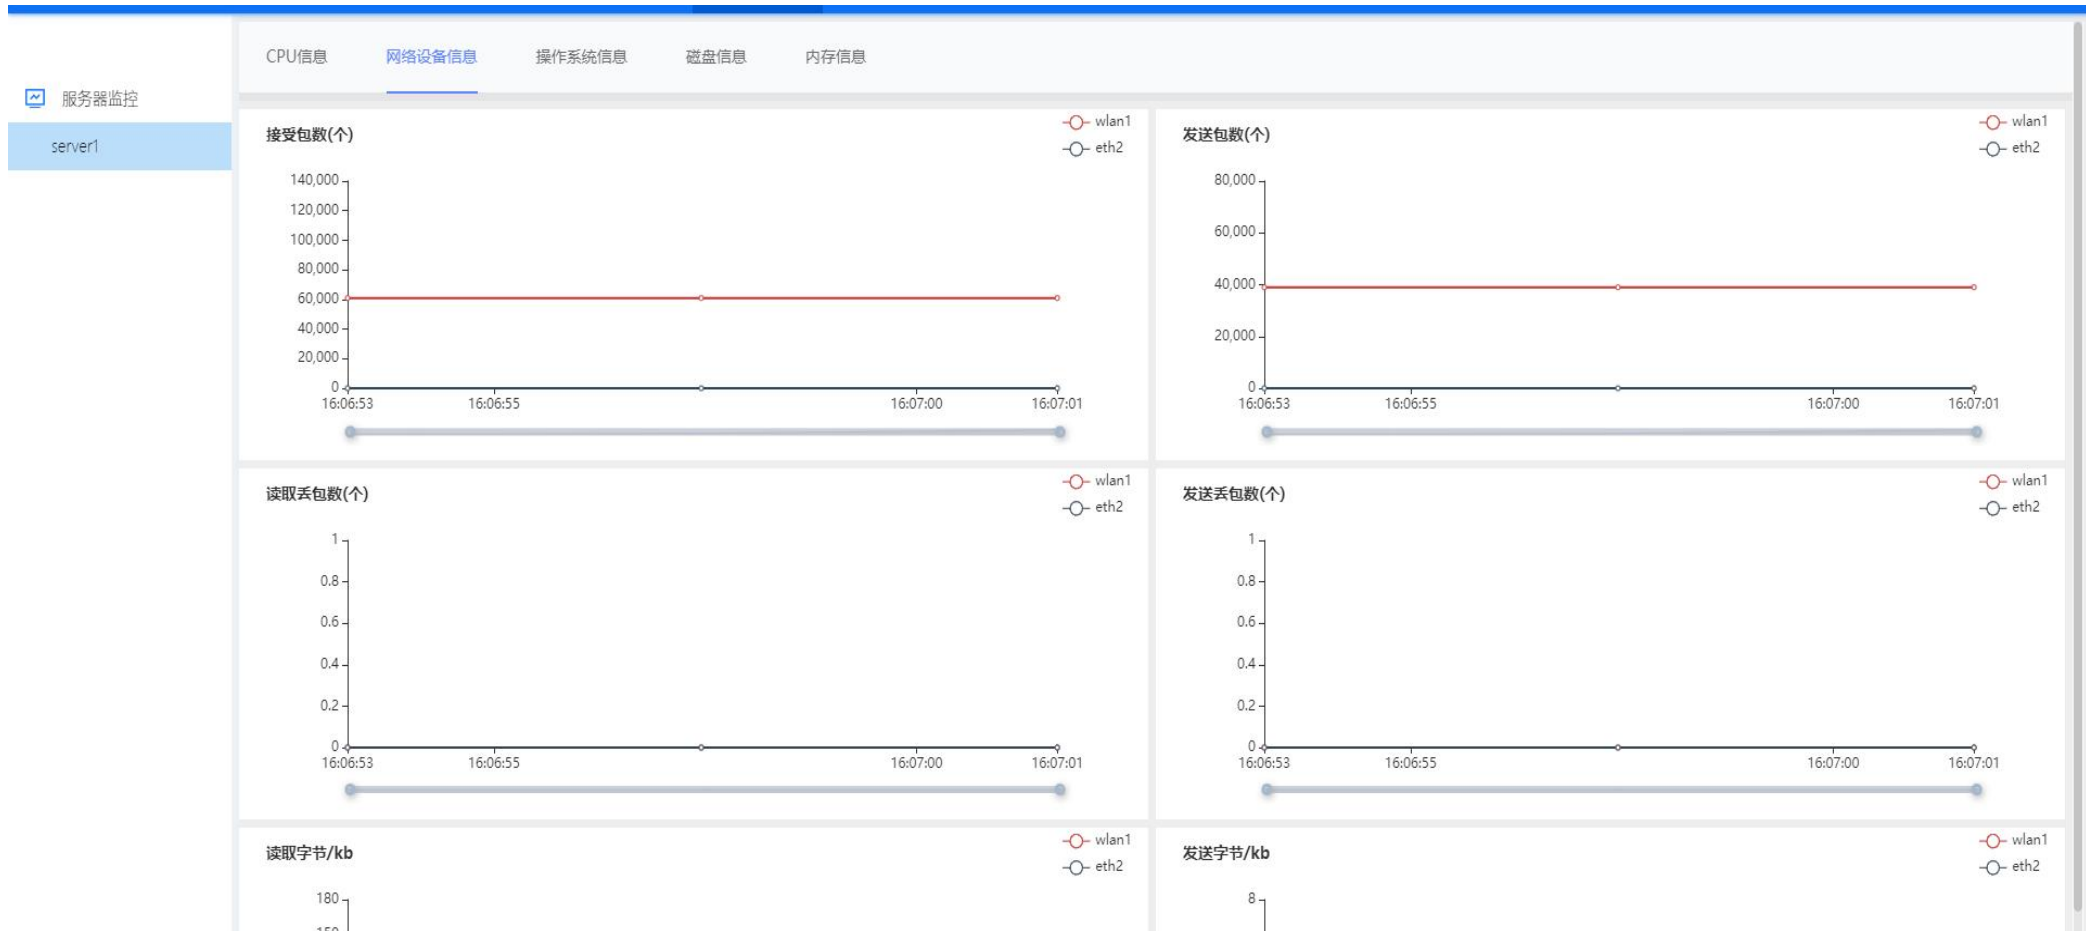 CPU信息 网络设备信息 操作系统信息 磁盘信息 内存信息
服务器监控
server1
接受包数(个)
wlan1
eth2
140,000
120,000
100,000
80,000
60,000
40,000
20,000
0
16:06:53 16:06:55 16:07:00 16:07:01
发送包数(个)
wlan1
eth2
80,000
60,000
40,000
20,000
0
16:06:53 16:06:55 16:07:00 16:07:01
读取丢包数(个)
wlan1
eth2
1
0.8
0.6
0.4
0.2
0
16:06:53 16:06:55 16:07:00 16:07:01
发送丢包数(个)
wlan1
eth2
1
0.8
0.6
0.4
0.2
0
16:06:53 16:06:55 16:07:00 16:07:01
读取字节/kb
wlan1
eth2
180
150
发送字节/kb
wlan1
eth2
8